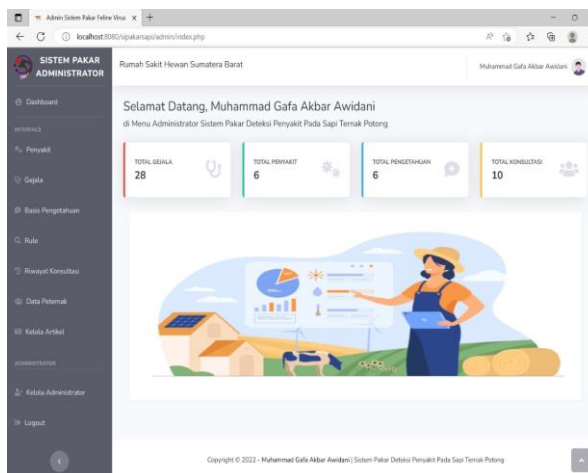 Admin Sistem Pakar Feline Virus
localhost:8080/sipakarsapi/admin/index.php
SISTEM PAKAR
ADMINISTRATOR
Rumah Sakit Hewan Sumatera Barat
Muhammad Gafa Akbar Awidani
Dashboard
INTERFACE
Penyakit
Gejala
Basis Pengetahuan
Rule
Riwayat Konsultasi
Data Peternak
Kelola Artikel
ADMINISTRATOR
Kelola Administrator
Logout
Selamat Datang, Muhammad Gafa Akbar Awidani
di Menu Administrator Sistem Pakar Deteksi Penyakit Pada Sapi Ternak Potong
TOTAL GEJALA
28
TOTAL PENYAKIT
6
TOTAL PENGETAHUAN
6
TOTAL KONSULTASI
10
Copyright © 2022 - Muhammad Gafa Akbar Awidani | Sistem Pakar Deteksi Penyakit Pada Sapi Ternak Potong